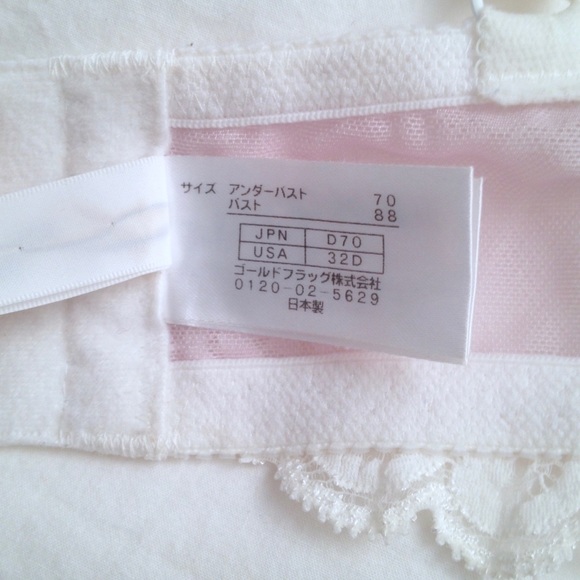 サイズ アンダーバスト 70
バスト 88
JPN D70
USA 32D
ゴールドフラッグ株式会社
0120-02-5629
日本製